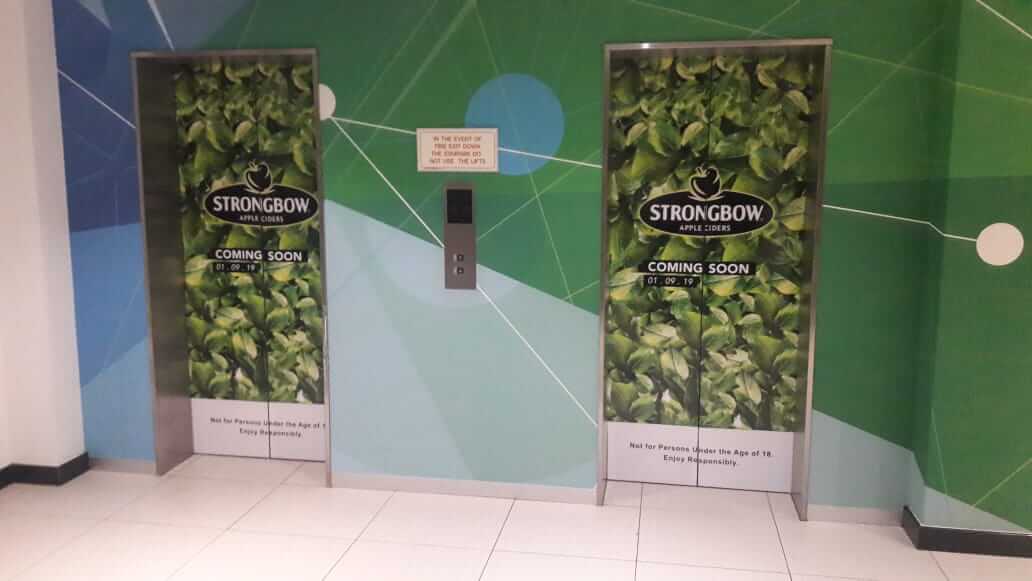 STRONGBOW
APPLE CIDERS
COMING SOON
01.09.19
Not for Persons Under the Age of 1
Enjoy Responsibly.
IN THE EVENT OF
FIRE EXIT DOWN
THE CORPARK DO
NOT USE THE LIFTS
STRONGBOW
APPLE CIDERS
COMING SOON
01.09.19
Not for Persons Under the Age of 18.
Enjoy Responsibly.